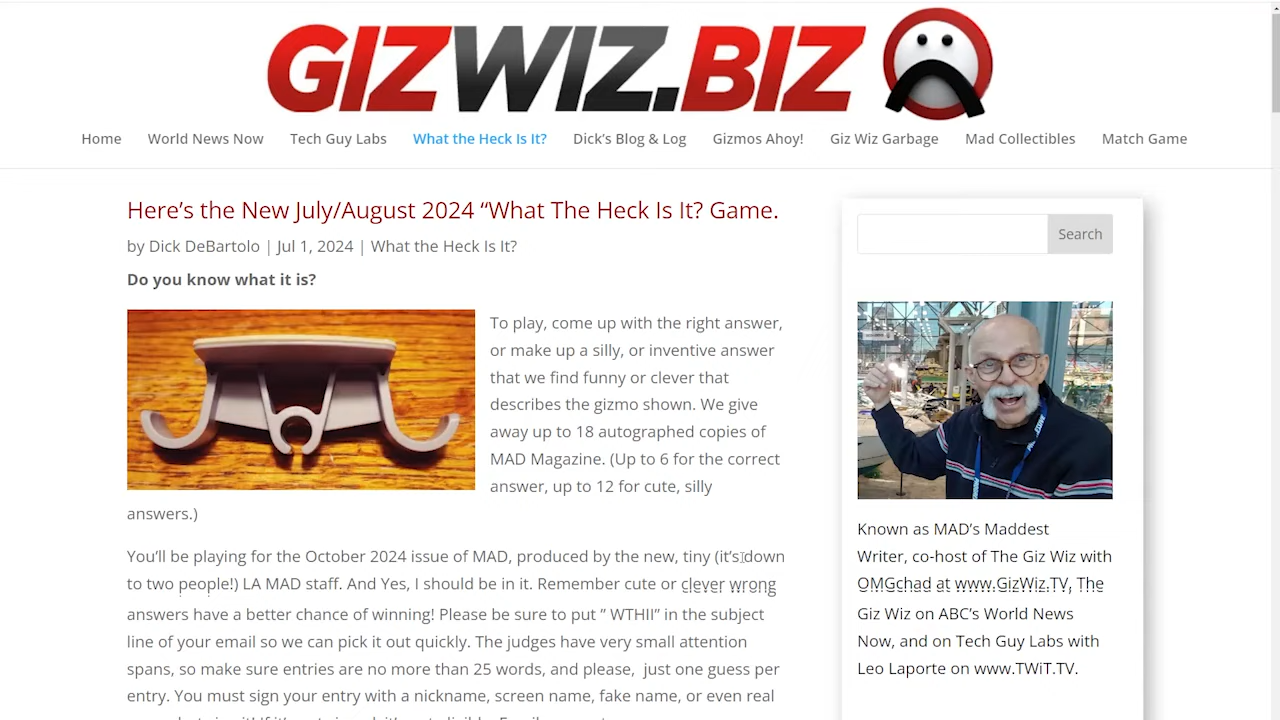 GIZWIZ.BIZ
Home World News Now Tech Guy Labs What the Heck Is It? Dick's Blog & Log Gizmos Ahoy! Giz Wiz Garbage Mad Collectibles Match Game
Here's the New July/August 2024 “What The Heck Is It? Game.
by Dick DeBartolo | Jul 1, 2024 | What the Heck Is It?
Do you know what it is?
To play, come up with the right answer,
or make up a silly, or inventive answer
that we find funny or clever that
describes the gizmo shown. We give
away up to 18 autographed copies of
MAD Magazine. (Up to 6 for the correct
answer, up to 12 for cute, silly
answers.)
You'll be playing for the October 2024 issue of MAD, produced by the new, tiny (it's down
to two people!) LA MAD staff. And Yes, I should be in it. Remember cute or clever wrong
answers have a better chance of winning! Please be sure to put ” WTHII” in the subject
line of your email so we can pick it out quickly. The judges have very small attention
spans, so make sure entries are no more than 25 words, and please, just one guess per
entry. You must sign your entry with a nickname, screen name, fake name, or even real
Search
Known as MAD's Maddest
Writer, co-host of The Giz Wiz with
OMGchad at www.GizWiz.TV, The
Giz Wiz on ABC's World News
Now, and on Tech Guy Labs with
Leo Laporte on www.TWiT.TV.